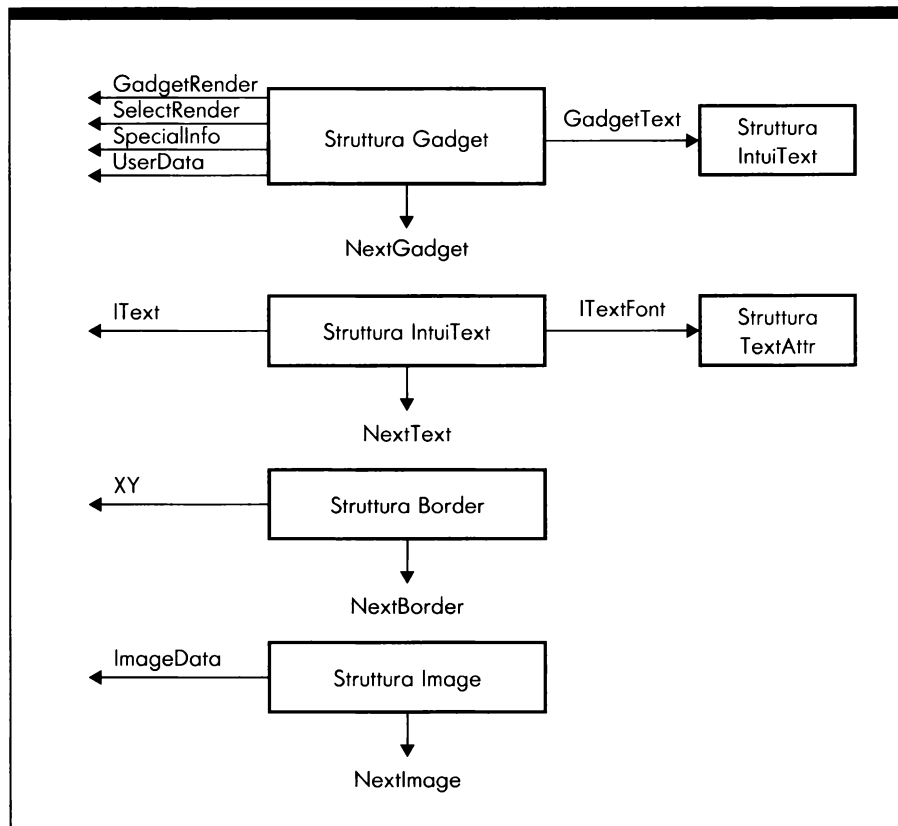 GadgetRender
SelectRender
SpecialInfo
UserData
Struttura Gadget
GadgetText
Struttura
IntuiText
NextGadget
IText
Struttura IntuiText
ITextFont
Struttura
TextAttr
NextText
XY
Struttura Border
NextBorder
ImageData
Struttura Image
NextImage